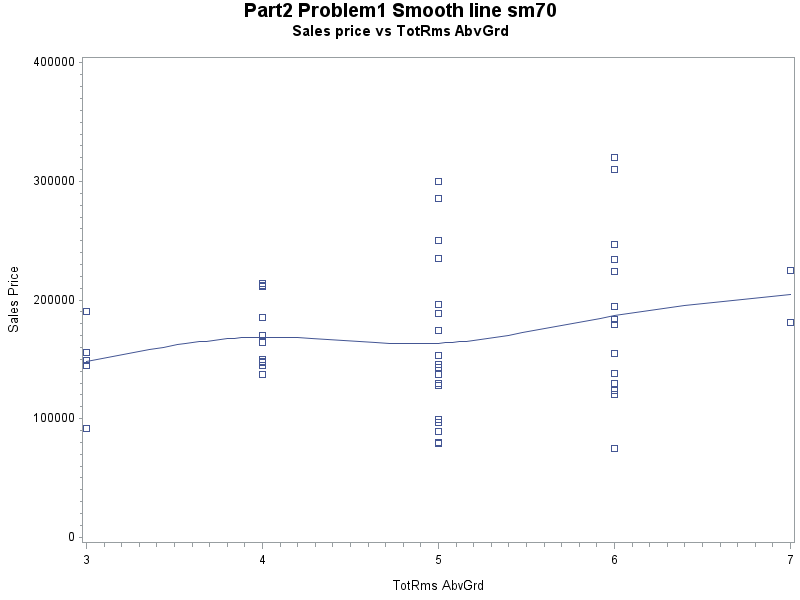 Part2 Problem1 Smooth line sm70
Sales price vs TotRms AbvGrd
400000
300000
200000
100000
0
Sales Price
3 4 5 6 7
TotRms AbvGrd